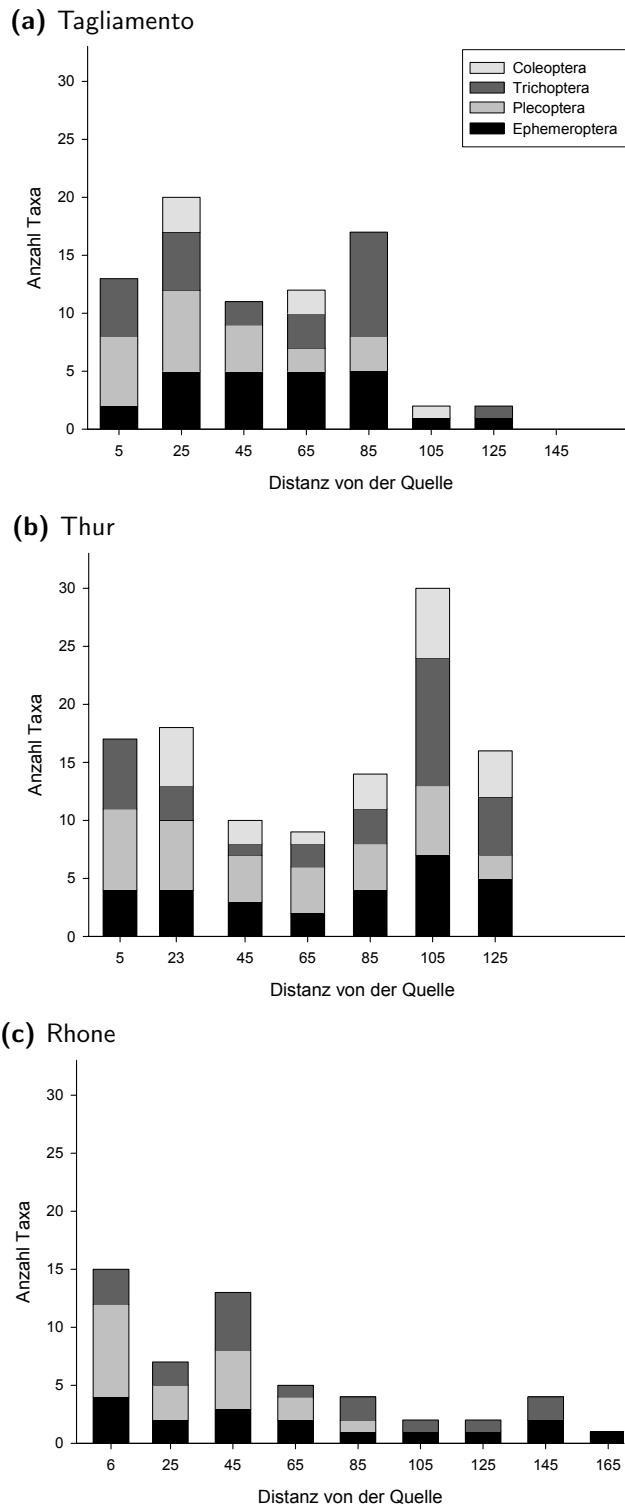 (a) Tagliamento
Coleoptera
Trichoptera
Plecoptera
Ephemeroptera
30
25
20
15
10
5
0
Anzahl Taxa
5 25 45 65 85 105 125 145
Distanz von der Quelle
(b) Thur
30
25
20
15
10
5
0
Anzahl Taxa
5 23 45 65 85 105 125
Distanz von der Quelle
(c) Rhone
30
25
20
15
10
5
0
Anzahl Taxa
6 25 45 65 85 105 125 145 165
Distanz von der Quelle